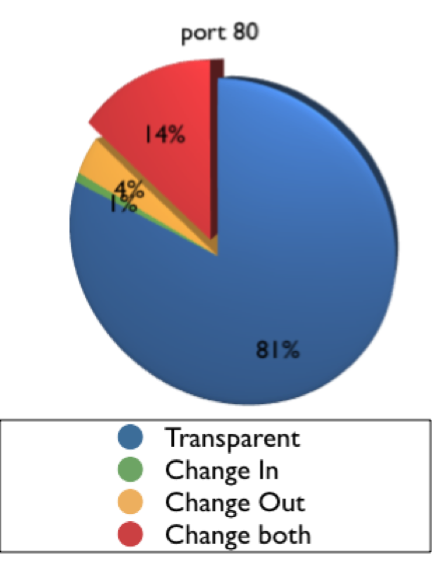 port 80
14%
4%
1%
81%
Transparent
Change In
Change Out
Change both